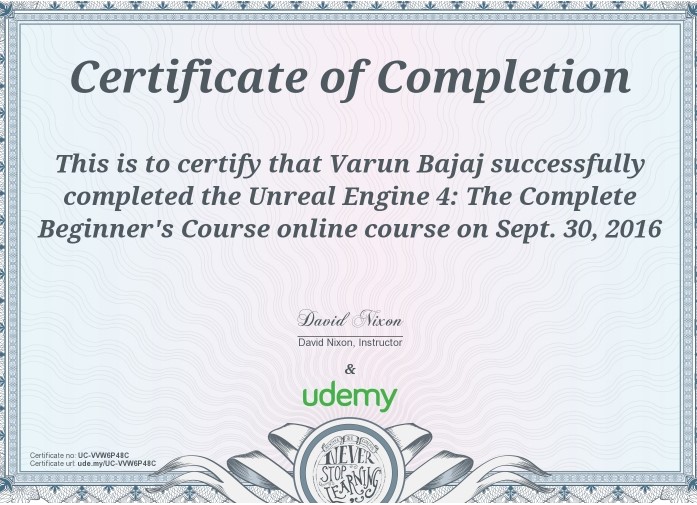 Certificate of Completion
This is to certify that Varun Bajaj successfully
completed the Unreal Engine 4: The Complete
Beginner's Course online course on Sept. 30, 2016
David Nixon
David Nixon, Instructor
&
udemy
Certificate no: UC-VVW6P48C
Certificate url: ude.my/UC-VVW6P48C
NEVER
STOP
LEARNING